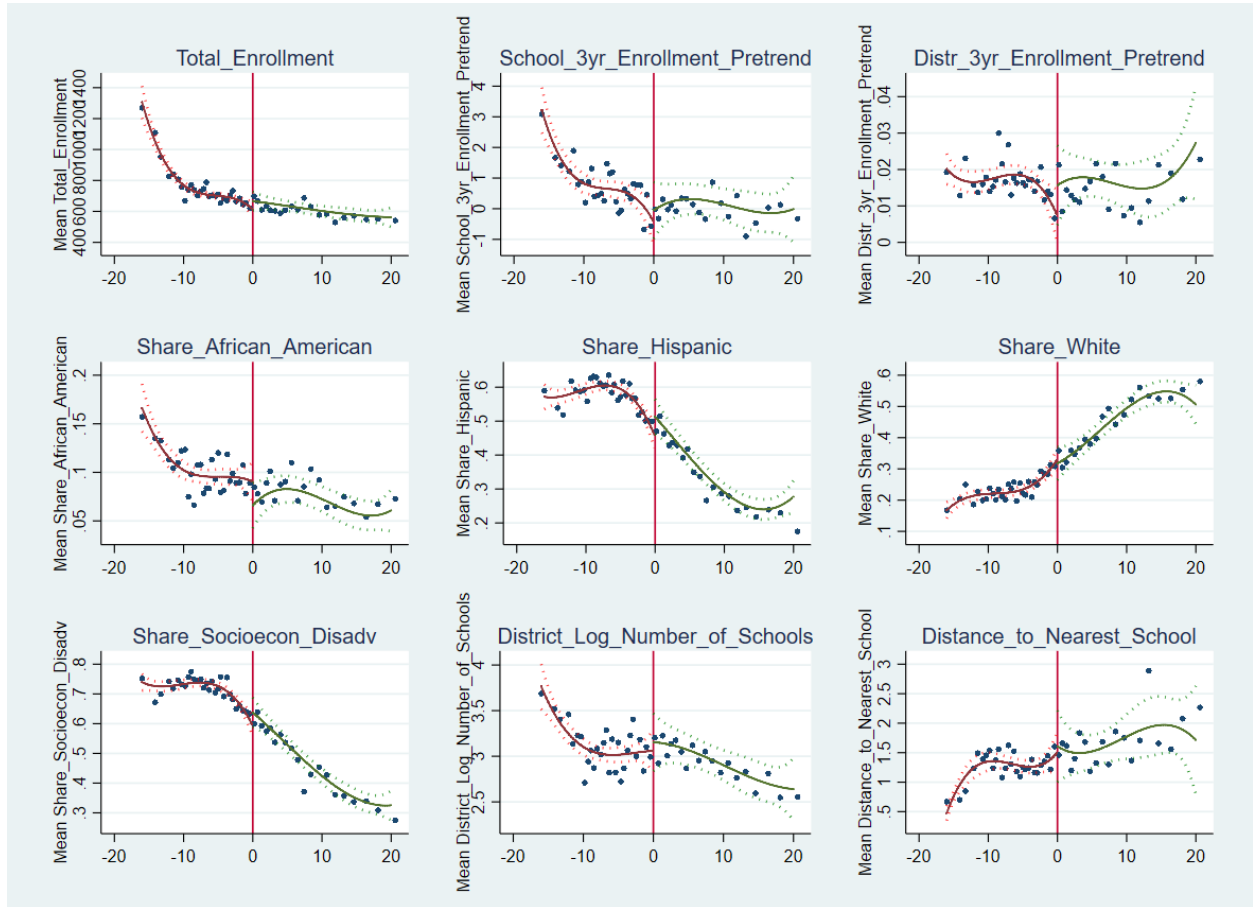 Total_Enrollment
Mean Total_Enrollment
400 600 800 1000 1200 1400
-20 -10 0 10 20
School_3yr_Enrollment_Pretrend
Mean School_3yr_Enrollment_Pretrend
-1 0 1 2 3 4
-20 -10 0 10 20
Distr_3yr_Enrollment_Pretrend
Mean Distr_3yr_Enrollment_Pretrend
0 .01 .02 .03 .04
-20 -10 0 10 20
Share_African_American
Mean Share_African_American
.05 .1 .15 .2
-20 -10 0 10 20
Share_Hispanic
Mean Share_Hispanic
.2 .3 .4 .5 .6
-20 -10 0 10 20
Share_White
Mean Share_White
.1 .2 .3 .4 .5 .6
-20 -10 0 10 20
Share_Socioecon_Disadv
Mean Share_Socioecon_Disadv
.3 .4 .5 .6 .7 .8
-20 -10 0 10 20
District_Log_Number_of_Schools
Mean District_Log_Number_of_Schools
2.5 3 3.5 4
-20 -10 0 10 20
Distance_to_Nearest_School
Mean Distance_to_Nearest_School
.5 1 1.5 2 2.5 3
-20 -10 0 10 20